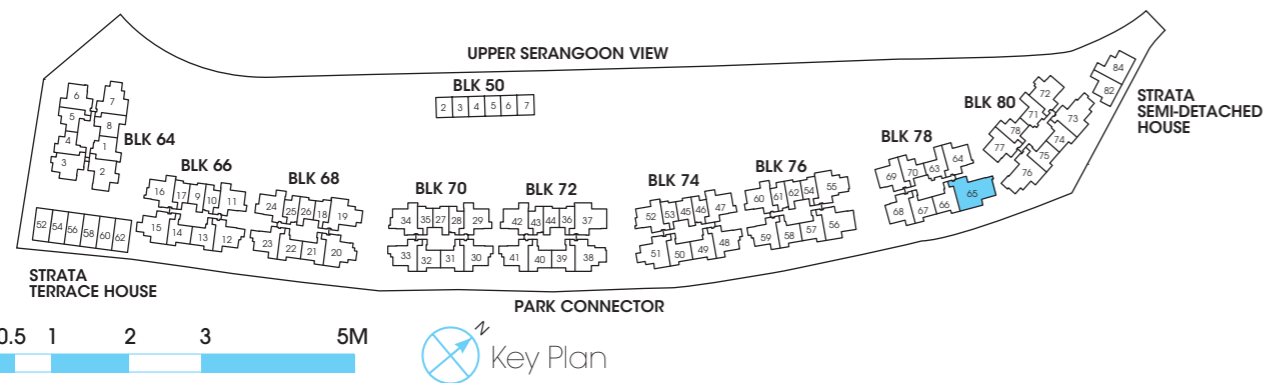 UPPER SERANGOON VIEW
BLK 50
2 3 4 5 6 7
BLK 64
6 7
5 8
4 1
3 2
BLK 66
16 17 9 10 11
15 14 13 12
BLK 68
24 25 26 18 19
23 22 21 20
BLK 70
34 35 27 28 29
33 32 31 30
BLK 72
42 43 44 36 37
41 40 39 38
BLK 74
52 53 45 46 47
51 50 49 48
BLK 76
60 61 62 54 55
59 58 57 56
BLK 78
69 70 63 64
68 67 66 65
BLK 80
72
71 73
78 74
77 75
76
84
82
STRATA
SEMI-DETACHED
HOUSE
52 54 56 58 60 62
STRATA
TERRACE HOUSE
PARK CONNECTOR
0.5 1 2 3 5M
N
Key Plan